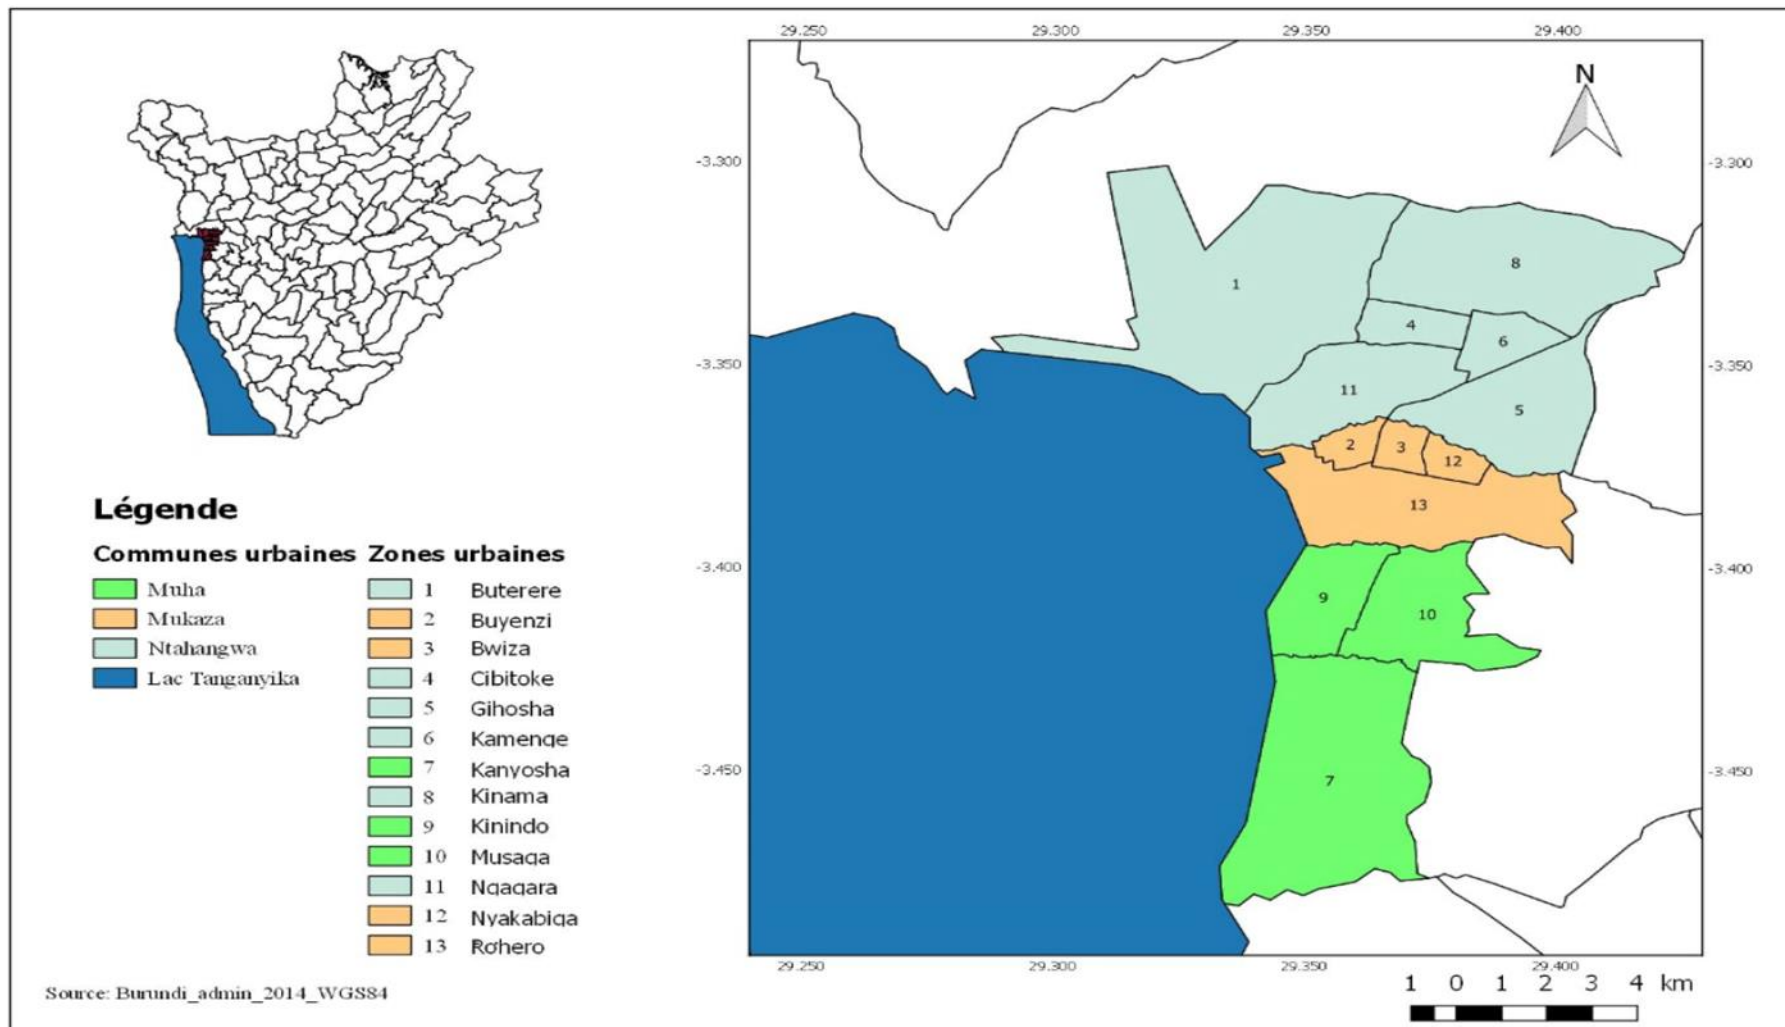 29.250 29.300 29.350 29.400
N
-3.300 -3.300
-3.350 -3.350
-3.400 -3.400
-3.450 -3.450
1
8
4
6
11
5
2
3
12
13
9
10
7
29.250 29.300 29.350 29.400
1 0 1 2 3 4 km
Légende
Communes urbaines Zones urbaines
Muha 1 Buterere
Mukaza 2 Buyenzi
Ntahangwa 3 Bwiza
Lac Tanganyika 4 Cibitoke
5 Gihosha
6 Kamenge
7 Kanyosha
8 Kinama
9 Kinindo
10 Musaga
11 Ngagara
12 Nyakabiga
13 Rohero
Source: Burundi_admin_2014_WGS84